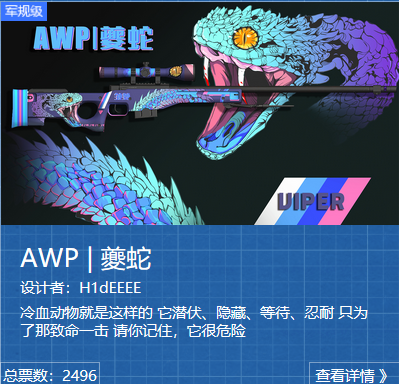 军规级
AWP|夔蛇
VIPER
AWP | 夔蛇
设计者：H1dEEEE
冷血动物就是这样的 它潜伏、隐藏、等待、忍耐 只为
了那致命一击 请你记住，它很危险
总票数：2496
查看详情 》